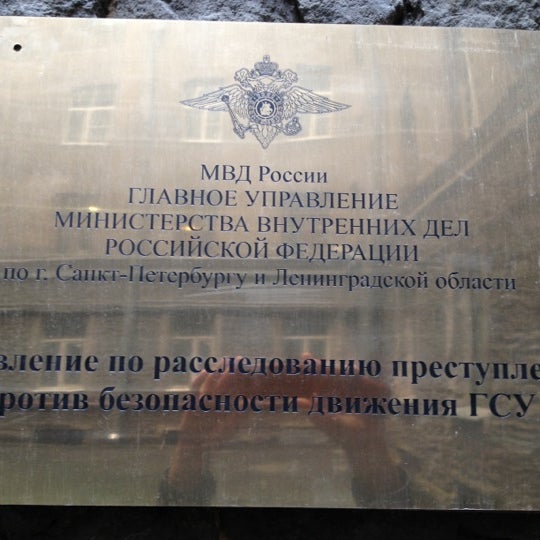 МВД России
ГЛАВНОЕ УПРАВЛЕНИЕ
МИНИСТЕРСТВА ВНУТРЕННИХ ДЕЛ
РОССИЙСКОЙ ФЕДЕРАЦИИ
по г. Санкт-Петербургу и Ленинградской области
вление по расследованию преступле
ротив безопасности движения ГСУ